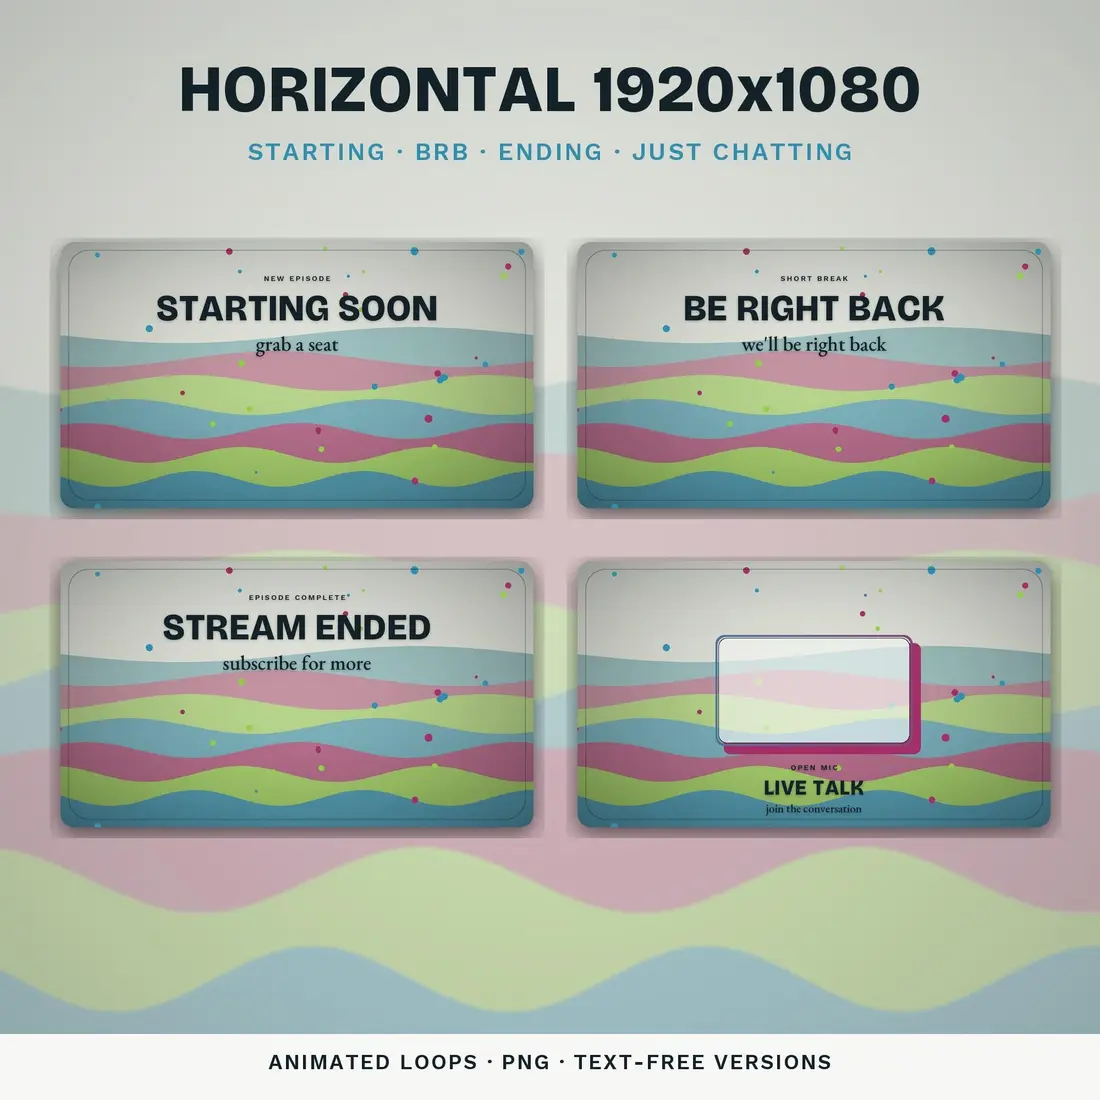 HORIZONTAL 1920x1080
STARTING · BRB · ENDING · JUST CHATTING
NEW EPISODE
STARTING SOON
grab a seat
SHORT BREAK
BE RIGHT BACK
we'll be right back
EPISODE COMPLETE
STREAM ENDED
subscribe for more
OPEN MIC
LIVE TALK
join the conversation
ANIMATED LOOPS · PNG · TEXT-FREE VERSIONS